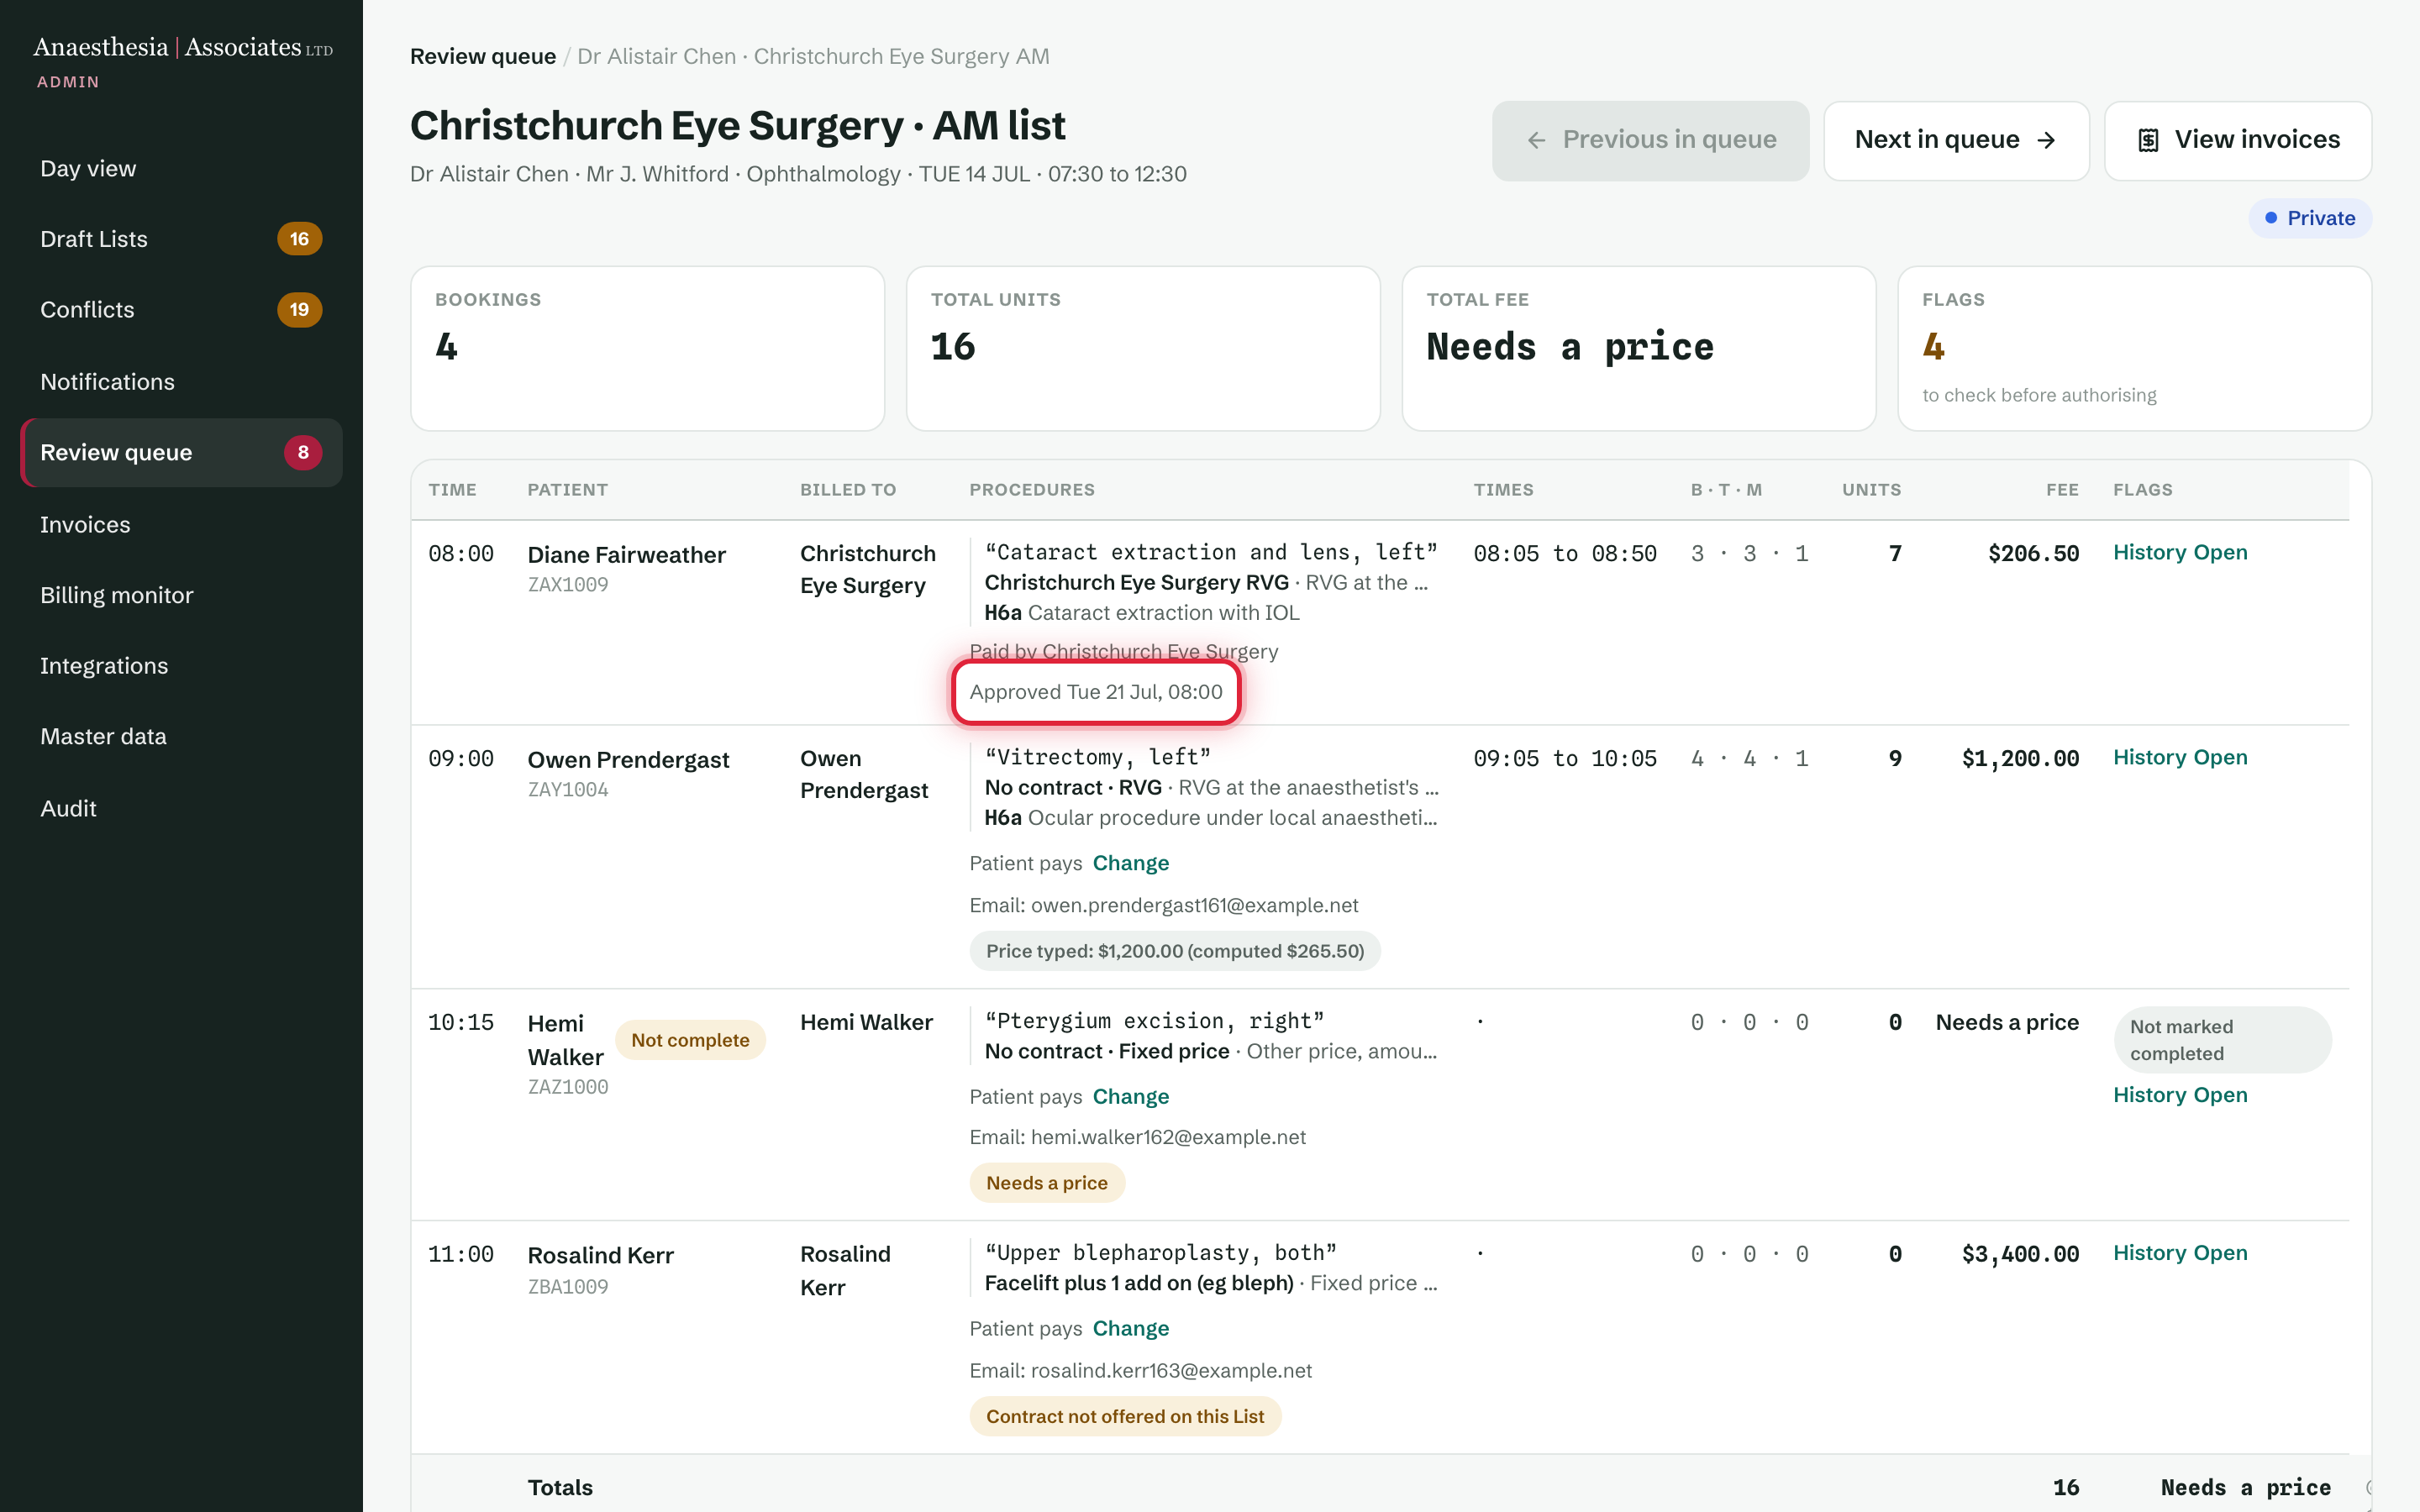 Anaesthesia | Associates LTD
ADMIN
Day view
Draft Lists 16
Conflicts 19
Notifications
Review queue 8
Invoices
Billing monitor
Integrations
Master data
Audit
Review queue / Dr Alistair Chen · Christchurch Eye Surgery AM
Christchurch Eye Surgery · AM list
Dr Alistair Chen · Mr J. Whitford · Ophthalmology · TUE 14 JUL · 07:30 to 12:30
← Previous in queue
Next in queue →
View invoices
Private
BOOKINGS
4
TOTAL UNITS
16
TOTAL FEE
Needs a price
FLAGS
4
to check before authorising
TIME PATIENT BILLED TO PROCEDURES TIMES B · T · M UNITS FEE FLAGS
08:00
Diane Fairweather
ZAX1009
Christchurch
Eye Surgery
“Cataract extraction and lens, left”
Christchurch Eye Surgery RVG · RVG at the ...
H6a Cataract extraction with IOL
Paid by Christchurch Eye Surgery
Approved Tue 21 Jul, 08:00
08:05 to 08:50
3 · 3 · 1
7
$206.50
History Open
09:00
Owen Prendergast
ZAY1004
Owen
Prendergast
“Vitrectomy, left”
No contract · RVG · RVG at the anaesthetist's ...
H6a Ocular procedure under local anaestheti...
Patient pays Change
Email: owen.prendergast161@example.net
Price typed: $1,200.00 (computed $265.50)
09:05 to 10:05
4 · 4 · 1
9
$1,200.00
History Open
10:15
Hemi
Walker
Not complete
ZAZ1000
Hemi Walker
“Pterygium excision, right”
No contract · Fixed price · Other price, amou...
Patient pays Change
Email: hemi.walker162@example.net
Needs a price
·
0 · 0 · 0
0
Needs a price
Not marked
completed
History Open
11:00
Rosalind Kerr
ZBA1009
Rosalind
Kerr
“Upper blepharoplasty, both”
Facelift plus 1 add on (eg bleph) · Fixed price ...
Patient pays Change
Email: rosalind.kerr163@example.net
Contract not offered on this List
·
0 · 0 · 0
0
$3,400.00
History Open
Totals 16 Needs a price